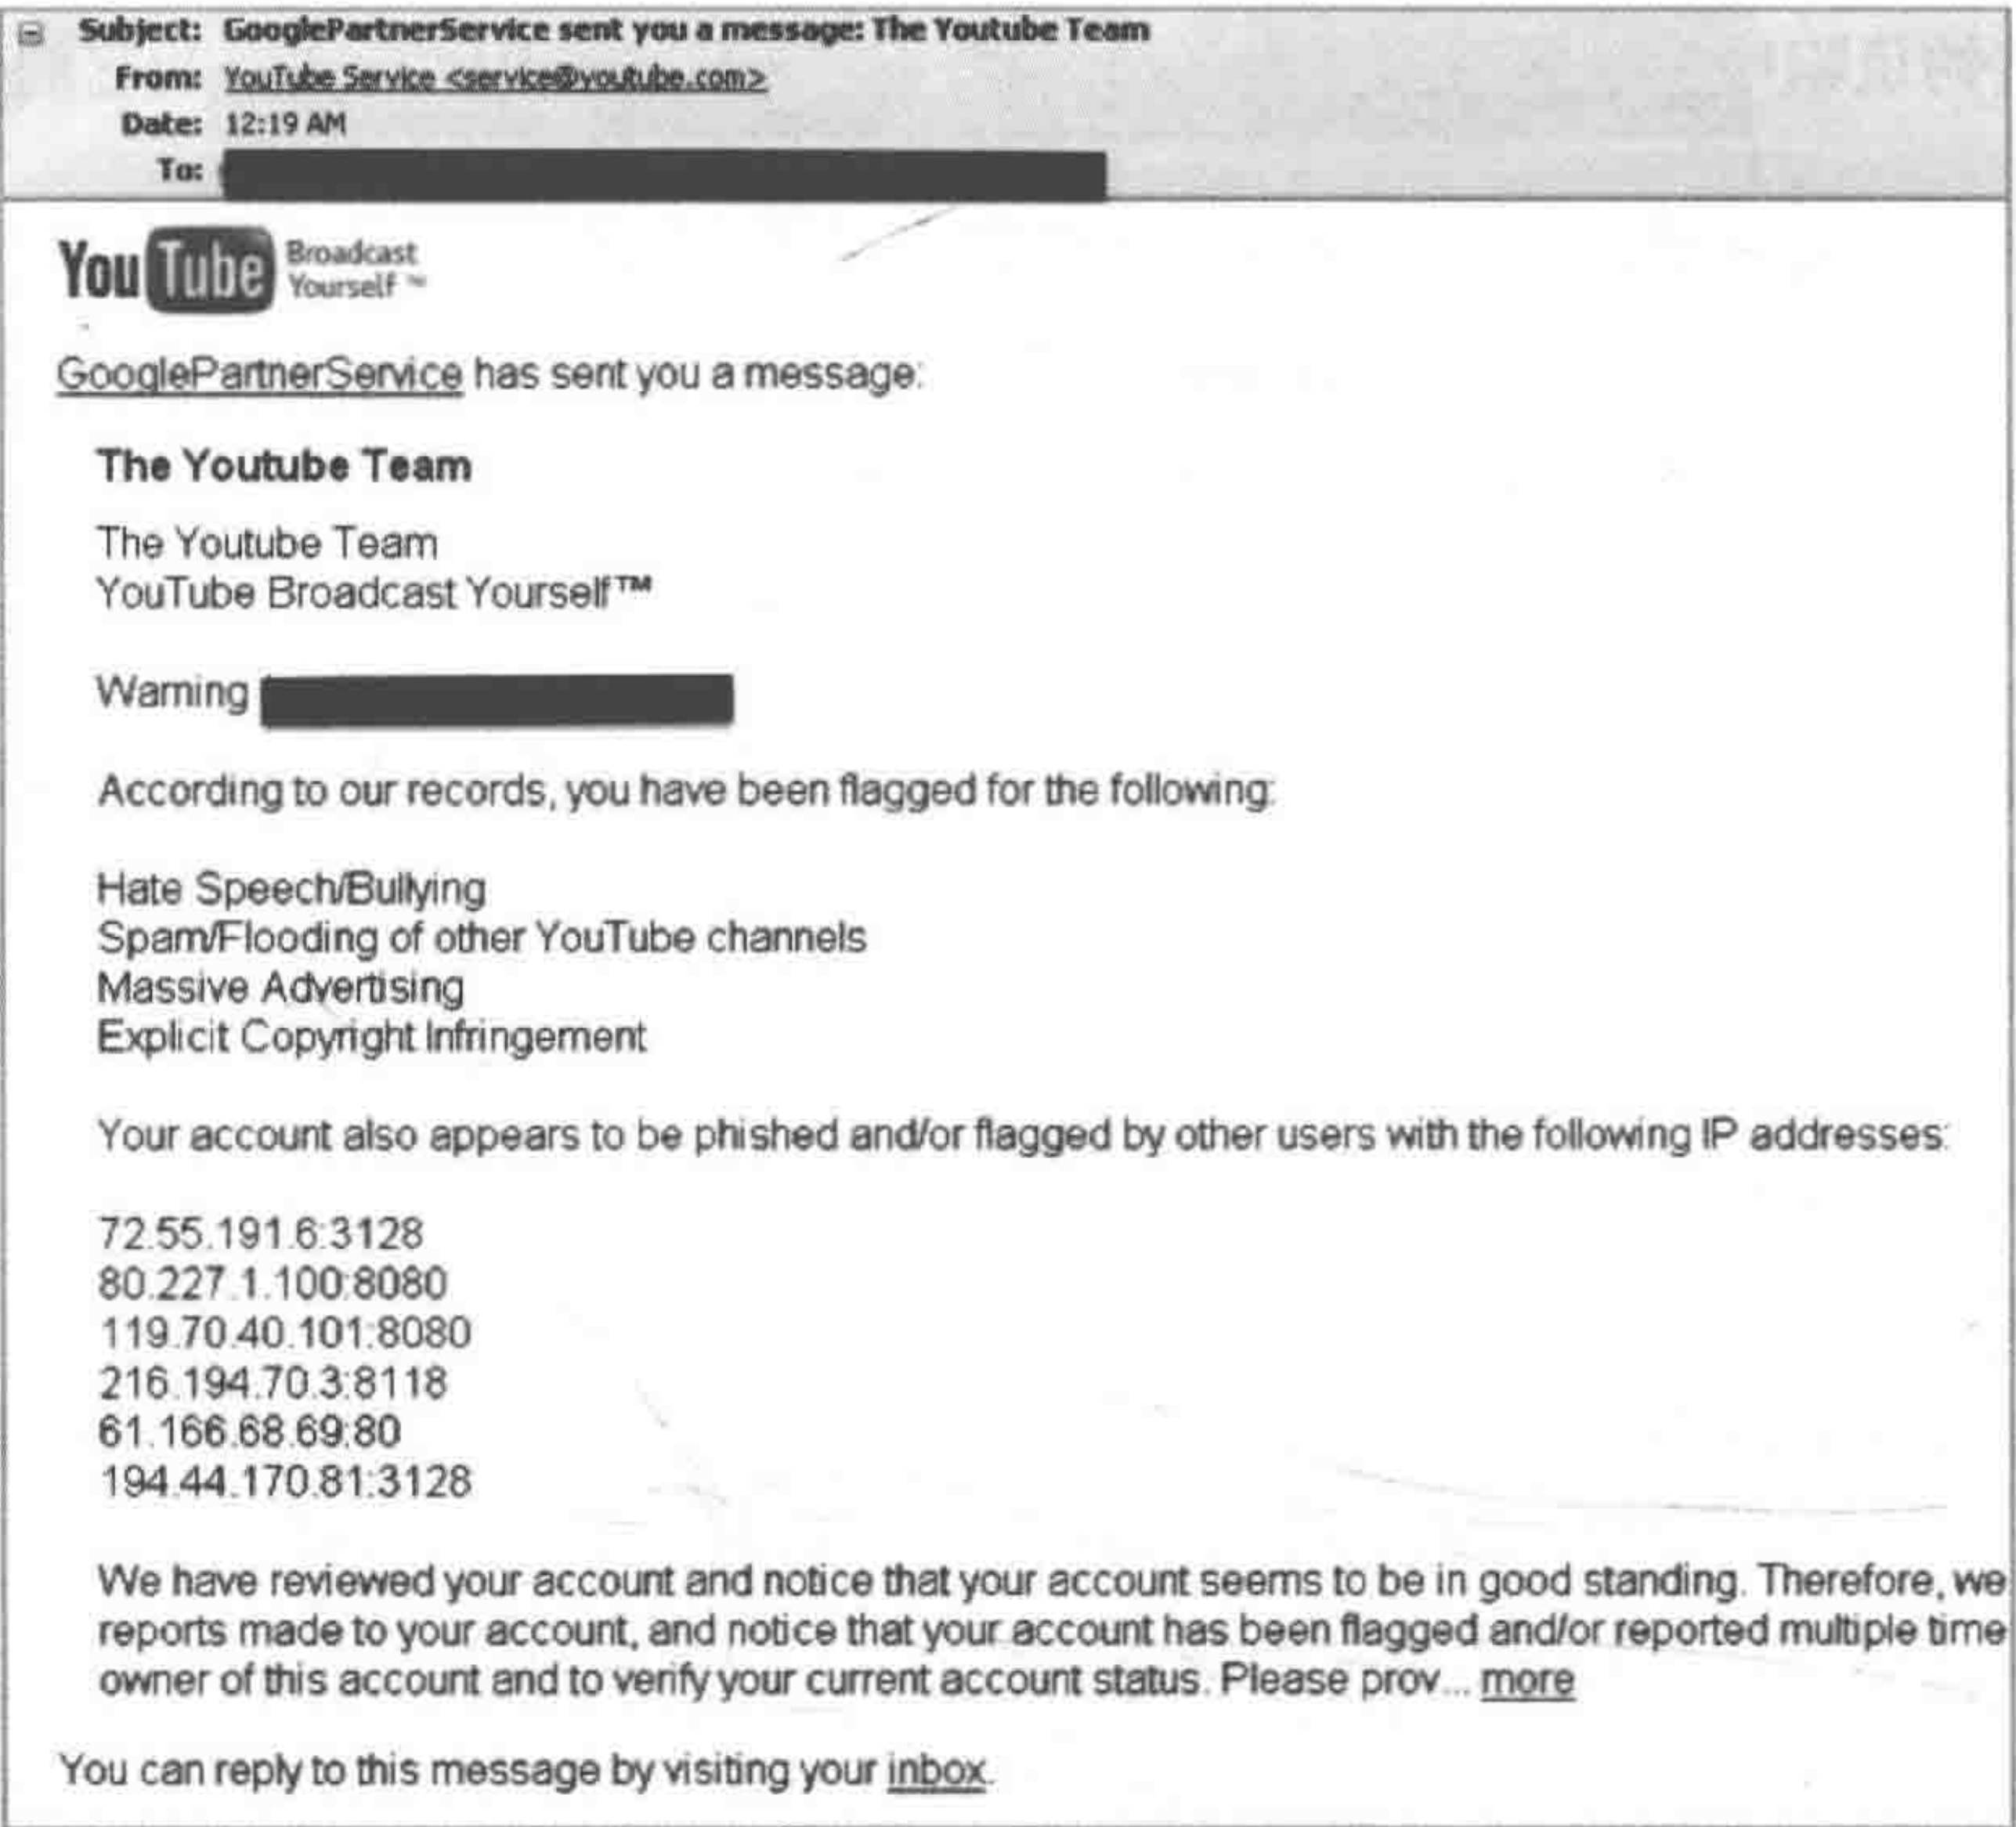 Subject: GooglePartnerService sent you a message: The Youtube Team
From: YouTube Service <service@youtube.com>
Date: 12:19 AM
To:
YouTube Broadcast
Yourself ™
GooglePartnerService has sent you a message:
The Youtube Team
The Youtube Team
YouTube Broadcast Yourself™
Warning
According to our records, you have been flagged for the following:
Hate Speech/Bullying
Spam/Flooding of other YouTube channels
Massive Advertising
Explicit Copyright Infringement
Your account also appears to be phished and/or flagged by other users with the following IP addresses:
72.55.191.6:3128
80.227.1.100:8080
119.70.40.101:8080
216.194.70.3:8118
61.166.68.69:80
194.44.170.81:3128
We have reviewed your account and notice that your account seems to be in good standing. Therefore, we
reports made to your account, and notice that your account has been flagged and/or reported multiple time
owner of this account and to verify your current account status. Please prov... more
You can reply to this message by visiting your inbox.